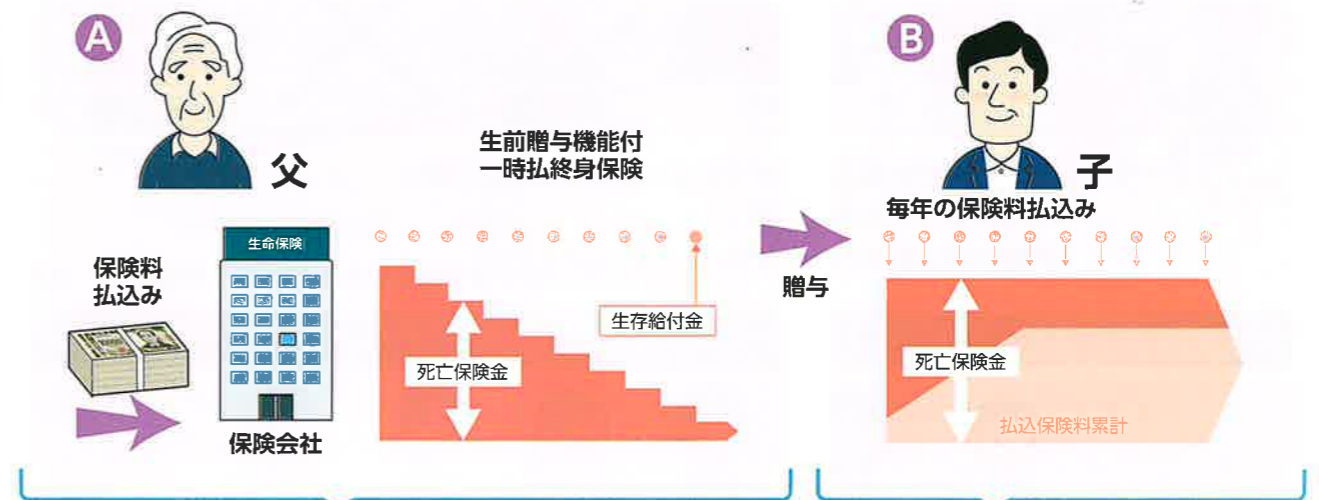 A
B
父
生前贈与機能付
一時払終身保険
子
毎年の保険料払込み
保険料
払込み
生命保険
贈与
生存給付金
死亡保険金
死亡保険金
払込保険料累計
保険会社